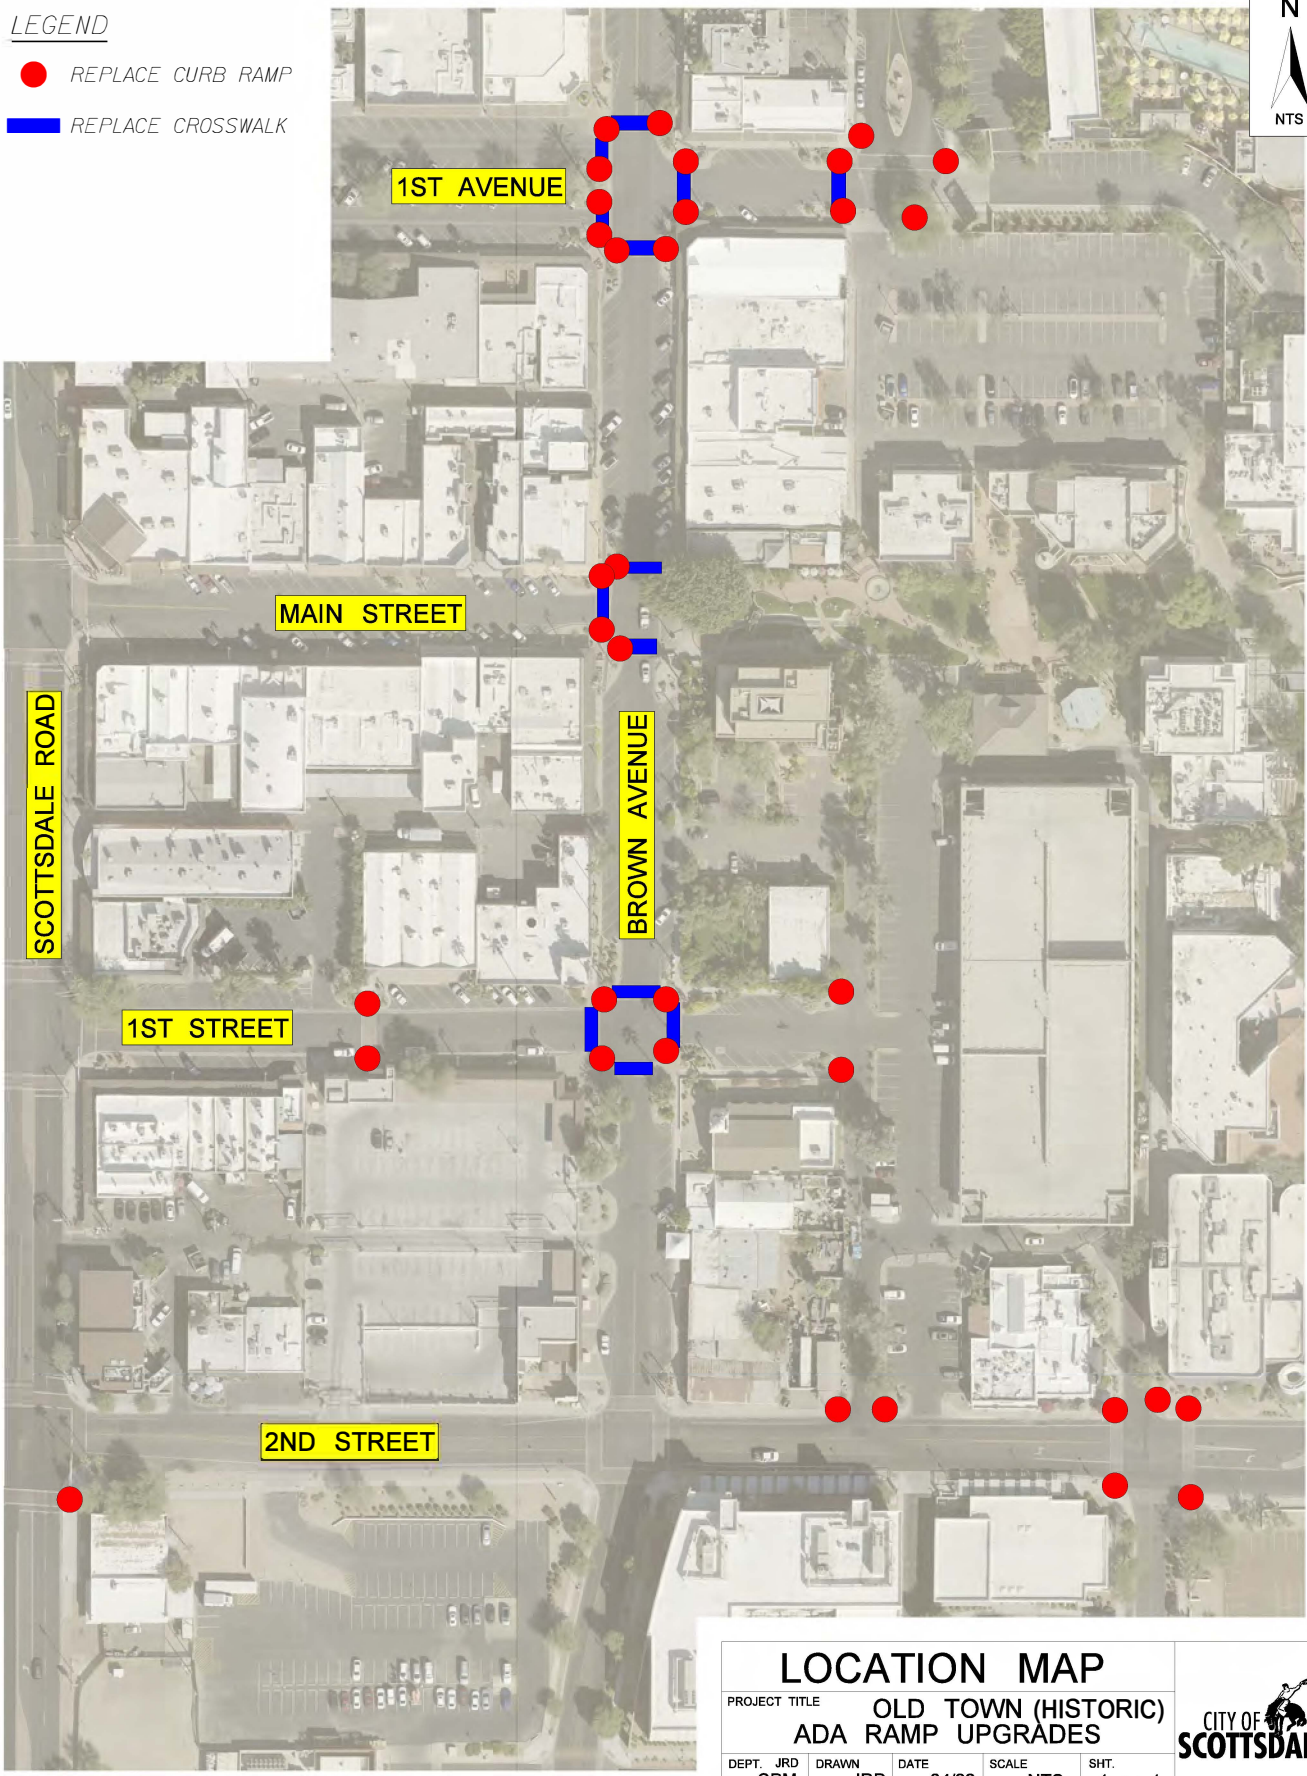 LEGEND
REPLACE CURB RAMP
REPLACE CROSSWALK
N
NTS
1ST AVENUE
MAIN STREET
SCOTTSDALE ROAD
BROWN AVENUE
1ST STREET
2ND STREET
LOCATION MAP
PROJECT TITLE
OLD TOWN (HISTORIC)
ADA RAMP UPGRADES
CITY OF
DEPT. JRD
DRAWN
DATE
SCALE
SHT.